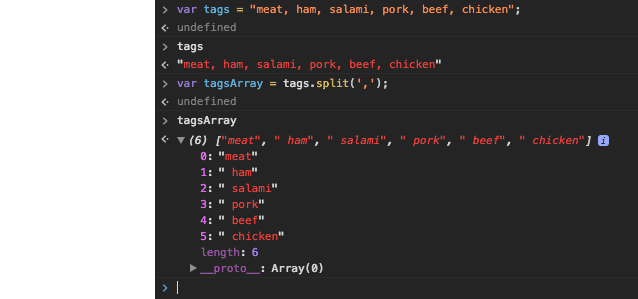 > var tags = "meat, ham, salami, pork, beef, chicken";
undefined
> tags
"meat, ham, salami, pork, beef, chicken"
> var tagsArray = tags.split(',');
undefined
> tagsArray
(6) ["meat", " ham", " salami", " pork", " beef", " chicken"] i
0: "meat"
1: " ham"
2: " salami"
3: " pork"
4: " beef"
5: " chicken"
length: 6
__proto__: Array(0)
>